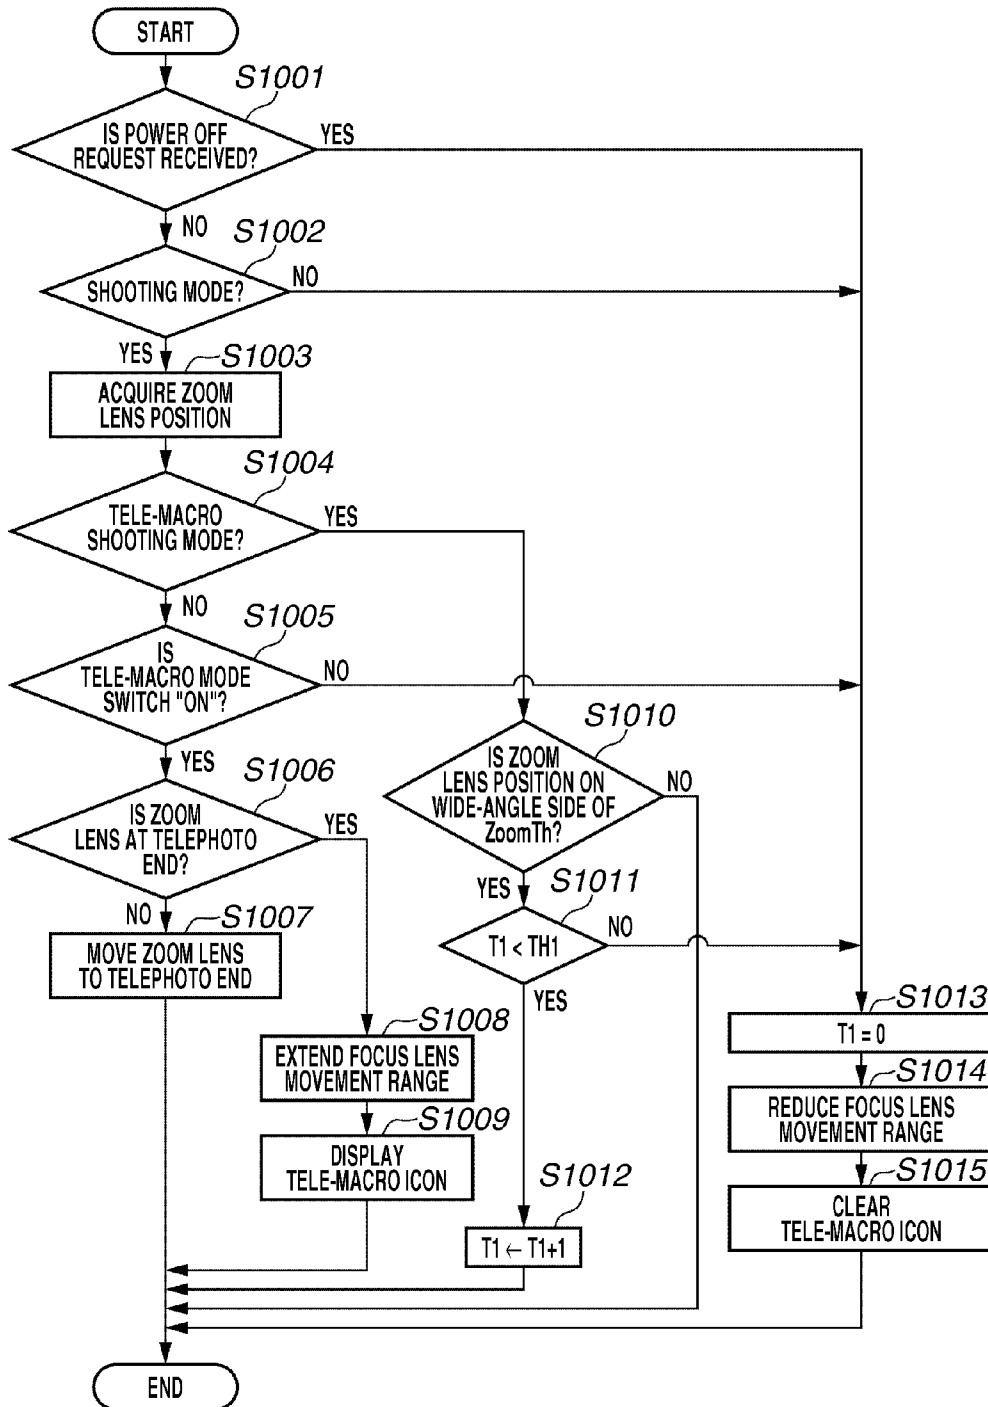 START
S1001
IS POWER OFF
REQUEST RECEIVED?
YES
NO
S1002
SHOOTING MODE?
NO
YES
S1003
ACQUIRE ZOOM
LENS POSITION
S1004
TELE-MACRO
SHOOTING MODE?
YES
NO
S1005
IS
TELE-MACRO MODE
SWITCH "ON"?
NO
YES
S1006
IS ZOOM
LENS AT TELEPHOTO
END?
YES
NO
S1007
MOVE ZOOM LENS
TO TELEPHOTO END
S1008
EXTEND FOCUS LENS
MOVEMENT RANGE
S1009
DISPLAY
TELE-MACRO ICON
S1010
IS ZOOM
LENS POSITION ON
WIDE-ANGLE SIDE OF
ZoomTh?
NO
YES
S1011
T1 < TH1
NO
YES
S1012
T1 ← T1+1
S1013
T1 = 0
S1014
REDUCE FOCUS LENS
MOVEMENT RANGE
S1015
CLEAR
TELE-MACRO ICON
END